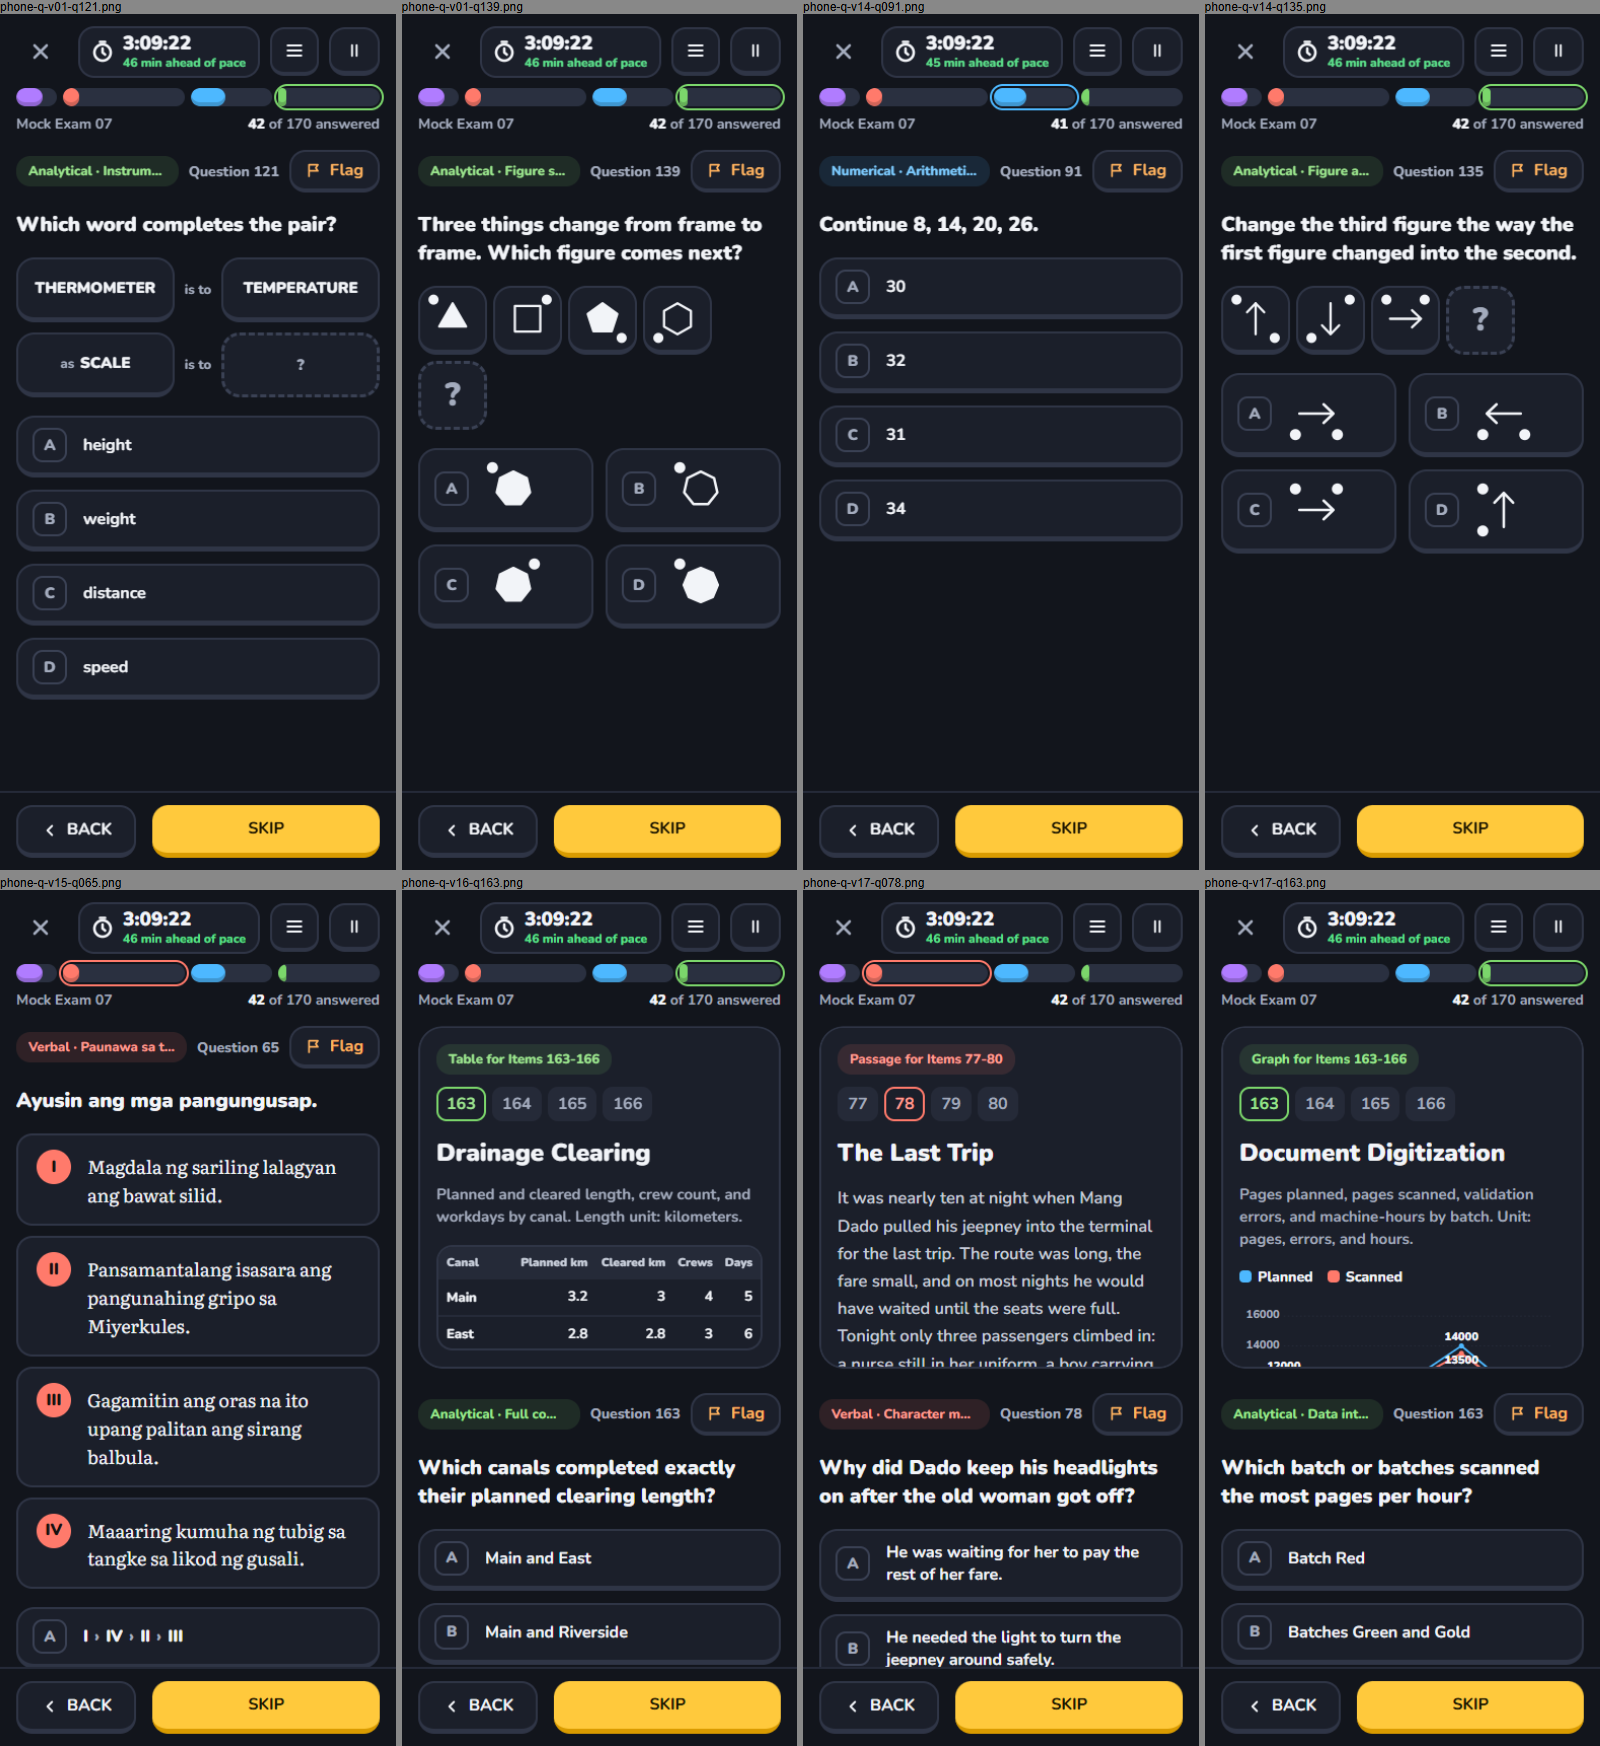 phone-q-v01-q121.png
3:09:22
46 min ahead of pace
Mock Exam 07
42 of 170 answered
Analytical · Instrum...
Question 121
Flag
Which word completes the pair?
THERMOMETER is to TEMPERATURE
as SCALE is to ?
A height
B weight
C distance
D speed
BACK
SKIP
phone-q-v01-q139.png
3:09:22
46 min ahead of pace
Mock Exam 07
42 of 170 answered
Analytical · Figure s...
Question 139
Flag
Three things change from frame to
frame. Which figure comes next?
?
A
B
C
D
BACK
SKIP
phone-q-v14-q091.png
3:09:22
45 min ahead of pace
Mock Exam 07
41 of 170 answered
Numerical · Arithmeti...
Question 91
Flag
Continue 8, 14, 20, 26.
A 30
B 32
C 31
D 34
BACK
SKIP
phone-q-v14-q135.png
3:09:22
46 min ahead of pace
Mock Exam 07
42 of 170 answered
Analytical · Figure a...
Question 135
Flag
Change the third figure the way the
first figure changed into the second.
?
A
B
C
D
BACK
SKIP
phone-q-v15-q065.png
3:09:22
46 min ahead of pace
Mock Exam 07
42 of 170 answered
Verbal · Paunawa sa t...
Question 65
Flag
Ayusin ang mga pangungusap.
I Magdala ng sariling lalagyan
ang bawat silid.
II Pansamantalang isasara ang
pangunahing gripo sa
Miyerkules.
III Gagamitin ang oras na ito
upang palitan ang sirang
balbula.
IV Maaaring kumuha ng tubig sa
tangke sa likod ng gusali.
A I › IV › II › III
BACK
SKIP
phone-q-v16-q163.png
3:09:22
46 min ahead of pace
Mock Exam 07
42 of 170 answered
Table for Items 163-166
163 164 165 166
Drainage Clearing
Planned and cleared length, crew count, and
workdays by canal. Length unit: kilometers.
Canal Planned km Cleared km Crews Days
Main 3.2 3 4 5
East 2.8 2.8 3 6
Analytical · Full co...
Question 163
Flag
Which canals completed exactly
their planned clearing length?
A Main and East
B Main and Riverside
BACK
SKIP
phone-q-v17-q078.png
3:09:22
46 min ahead of pace
Mock Exam 07
42 of 170 answered
Passage for Items 77-80
77 78 79 80
The Last Trip
It was nearly ten at night when Mang
Dado pulled his jeepney into the terminal
for the last trip. The route was long, the
fare small, and on most nights he would
have waited until the seats were full.
Tonight only three passengers climbed in:
a nurse still in her uniform, a boy carrying
Verbal · Character m...
Question 78
Flag
Why did Dado keep his headlights
on after the old woman got off?
A He was waiting for her to pay the
rest of her fare.
B He needed the light to turn the
jeepney around safely.
BACK
SKIP
phone-q-v17-q163.png
3:09:22
46 min ahead of pace
Mock Exam 07
42 of 170 answered
Graph for Items 163-166
163 164 165 166
Document Digitization
Pages planned, pages scanned, validation
errors, and machine-hours by batch. Unit:
pages, errors, and hours.
Planned Scanned
16000
14000
14000
13500
12000
Analytical · Data int...
Question 163
Flag
Which batch or batches scanned
the most pages per hour?
A Batch Red
B Batches Green and Gold
BACK
SKIP